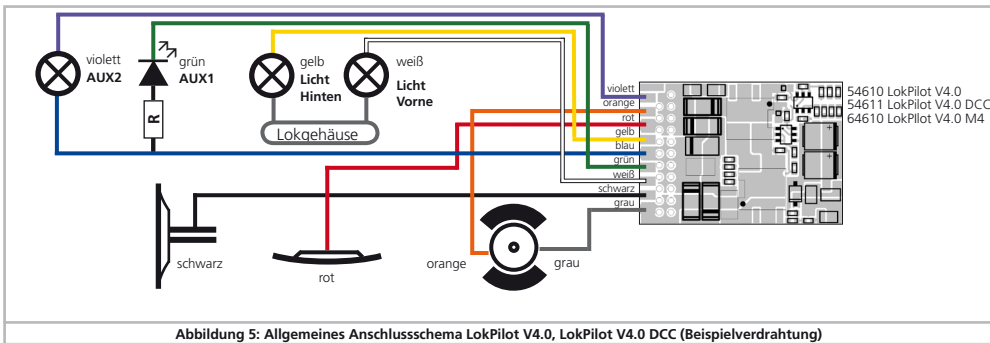 violett
AUX2
grün
AUX1
gelb
Licht
Hinten
weiß
Licht
Vorne
R
Lokgehäuse
violett
orange
rot
gelb
blau
grün
weiß
schwarz
grau
54610 LokPilot V4.0
54611 LokPilot V4.0 DCC
64610 LokPIlot V4.0 M4
schwarz
rot
orange
grau
Abbildung 5: Allgemeines Anschlussschema LokPilot V4.0, LokPilot V4.0 DCC (Beispielverdrahtung)